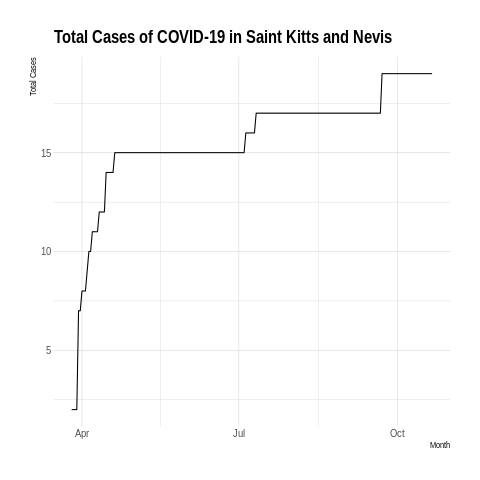 Total Cases of COVID-19 in Saint Kitts and Nevis
Total Cases
15
10
5
Apr Jul Oct
Month